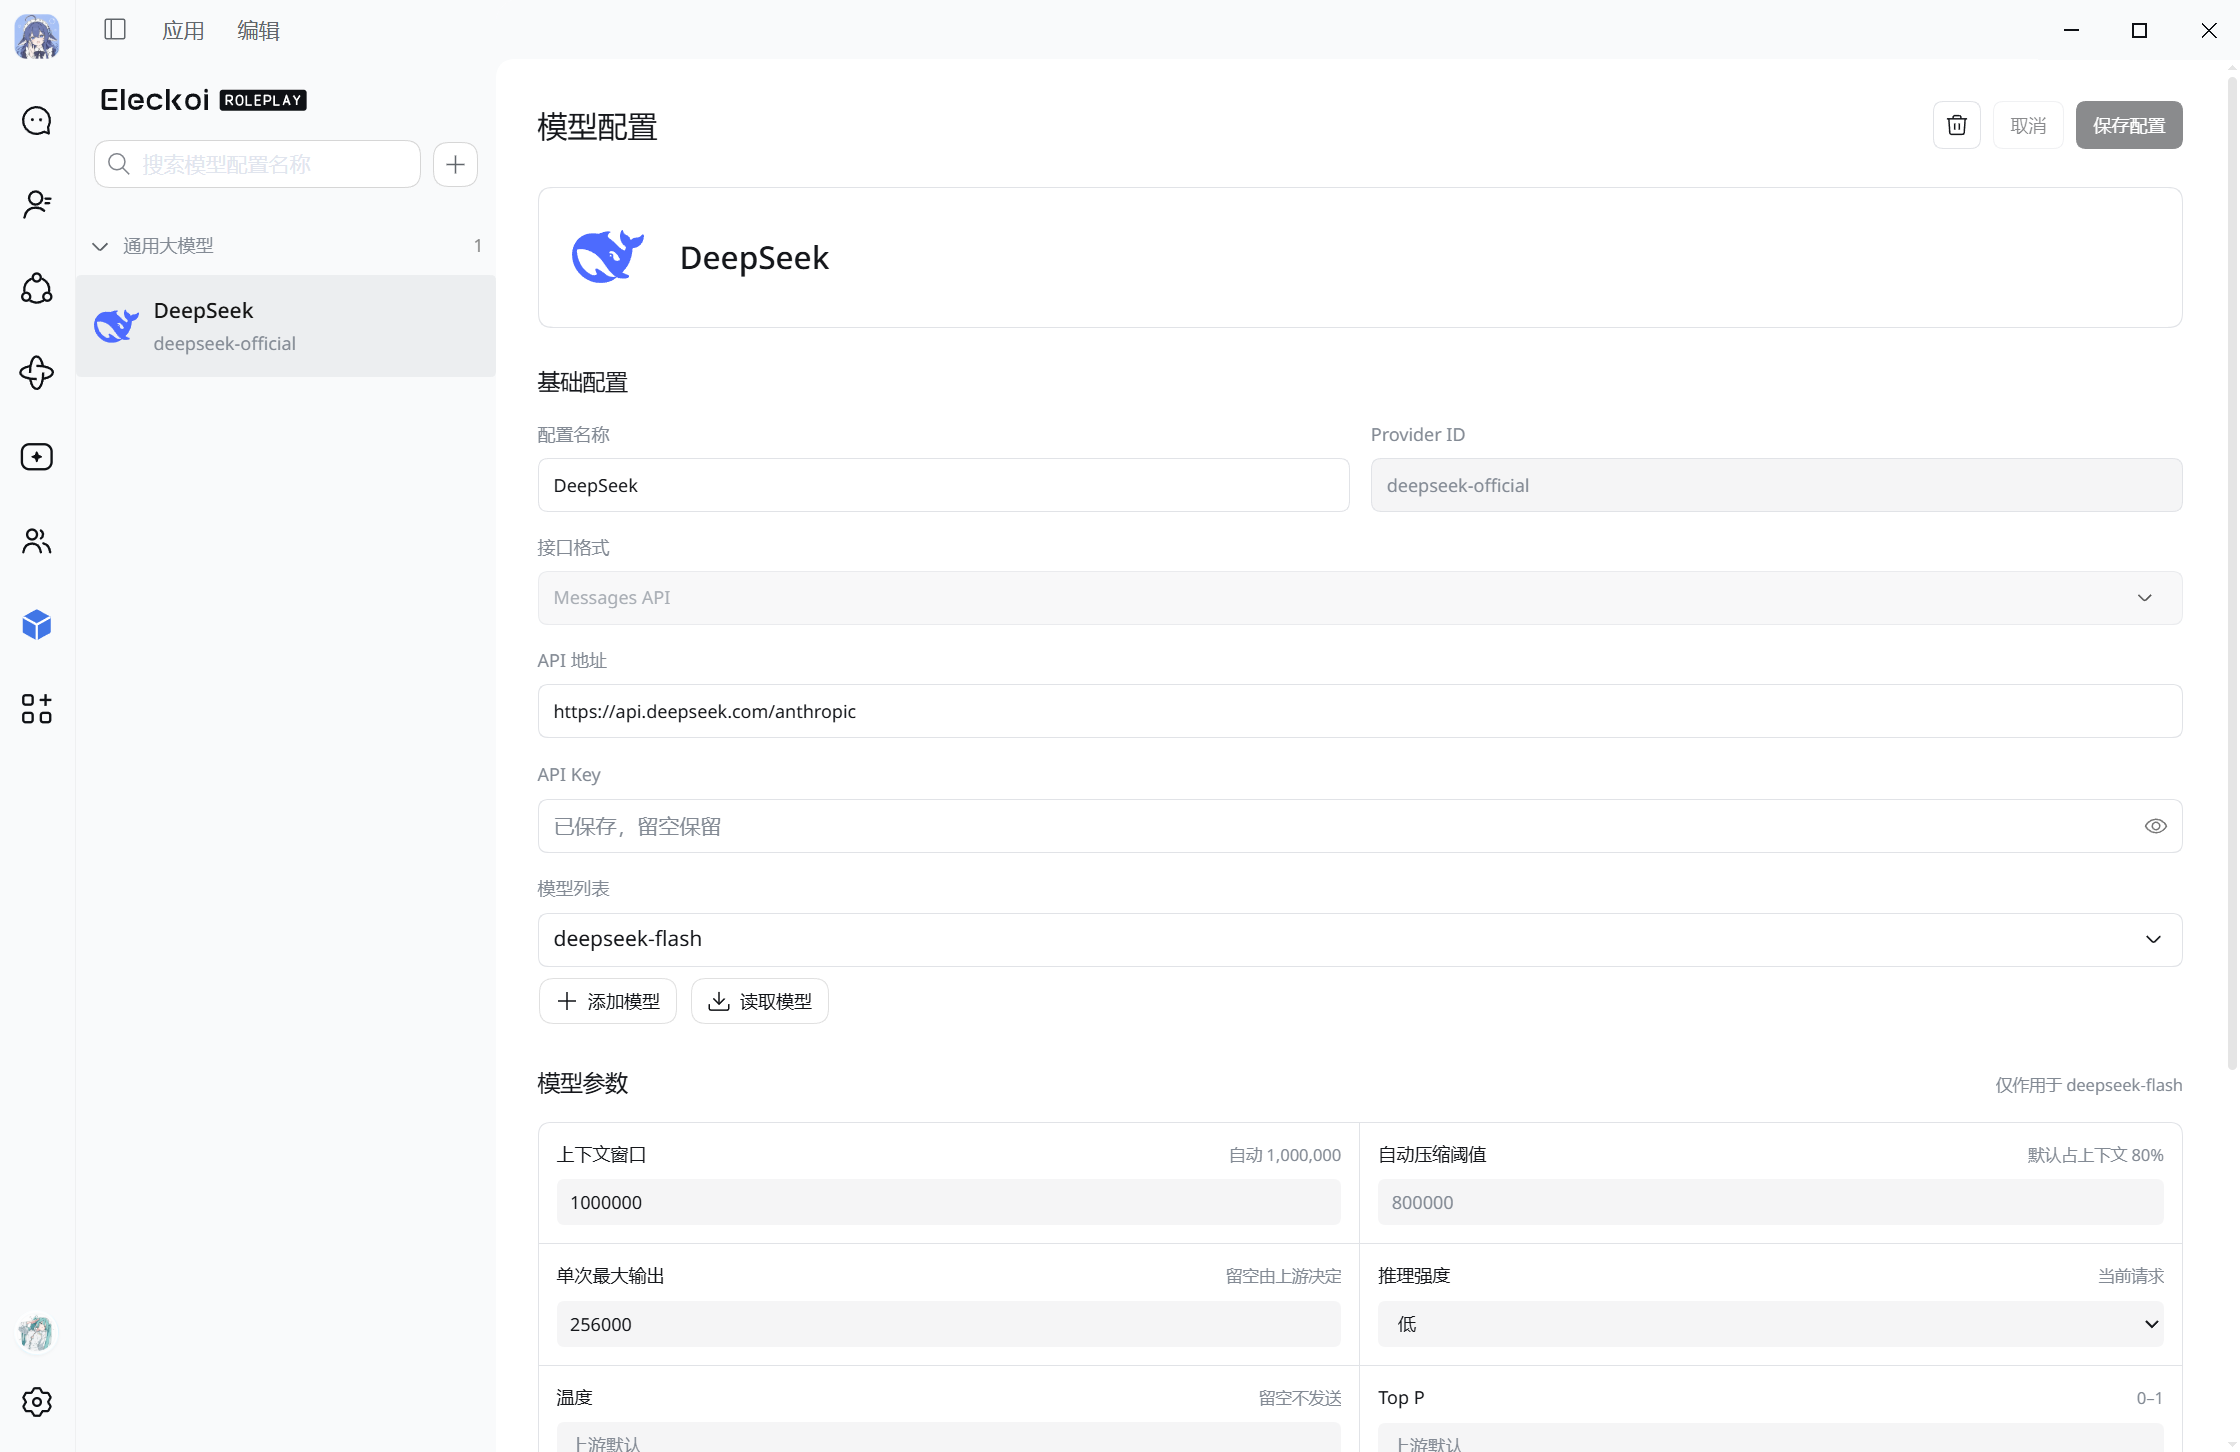 应用
编辑
Eleckoi ROLEPLAY
搜索模型配置名称
通用大模型
1
DeepSeek
deepseek-official
模型配置
取消
保存配置
DeepSeek
基础配置
配置名称
Provider ID
DeepSeek
deepseek-official
接口格式
Messages API
API 地址
https://api.deepseek.com/anthropic
API Key
已保存，留空保留
模型列表
deepseek-flash
添加模型
读取模型
模型参数
仅作用于 deepseek-flash
上下文窗口
自动 1,000,000
自动压缩阈值
默认占上下文 80%
1000000
800000
单次最大输出
留空由上游决定
推理强度
当前请求
256000
低
温度
留空不发送
Top P
0–1
上游默认
上游默认